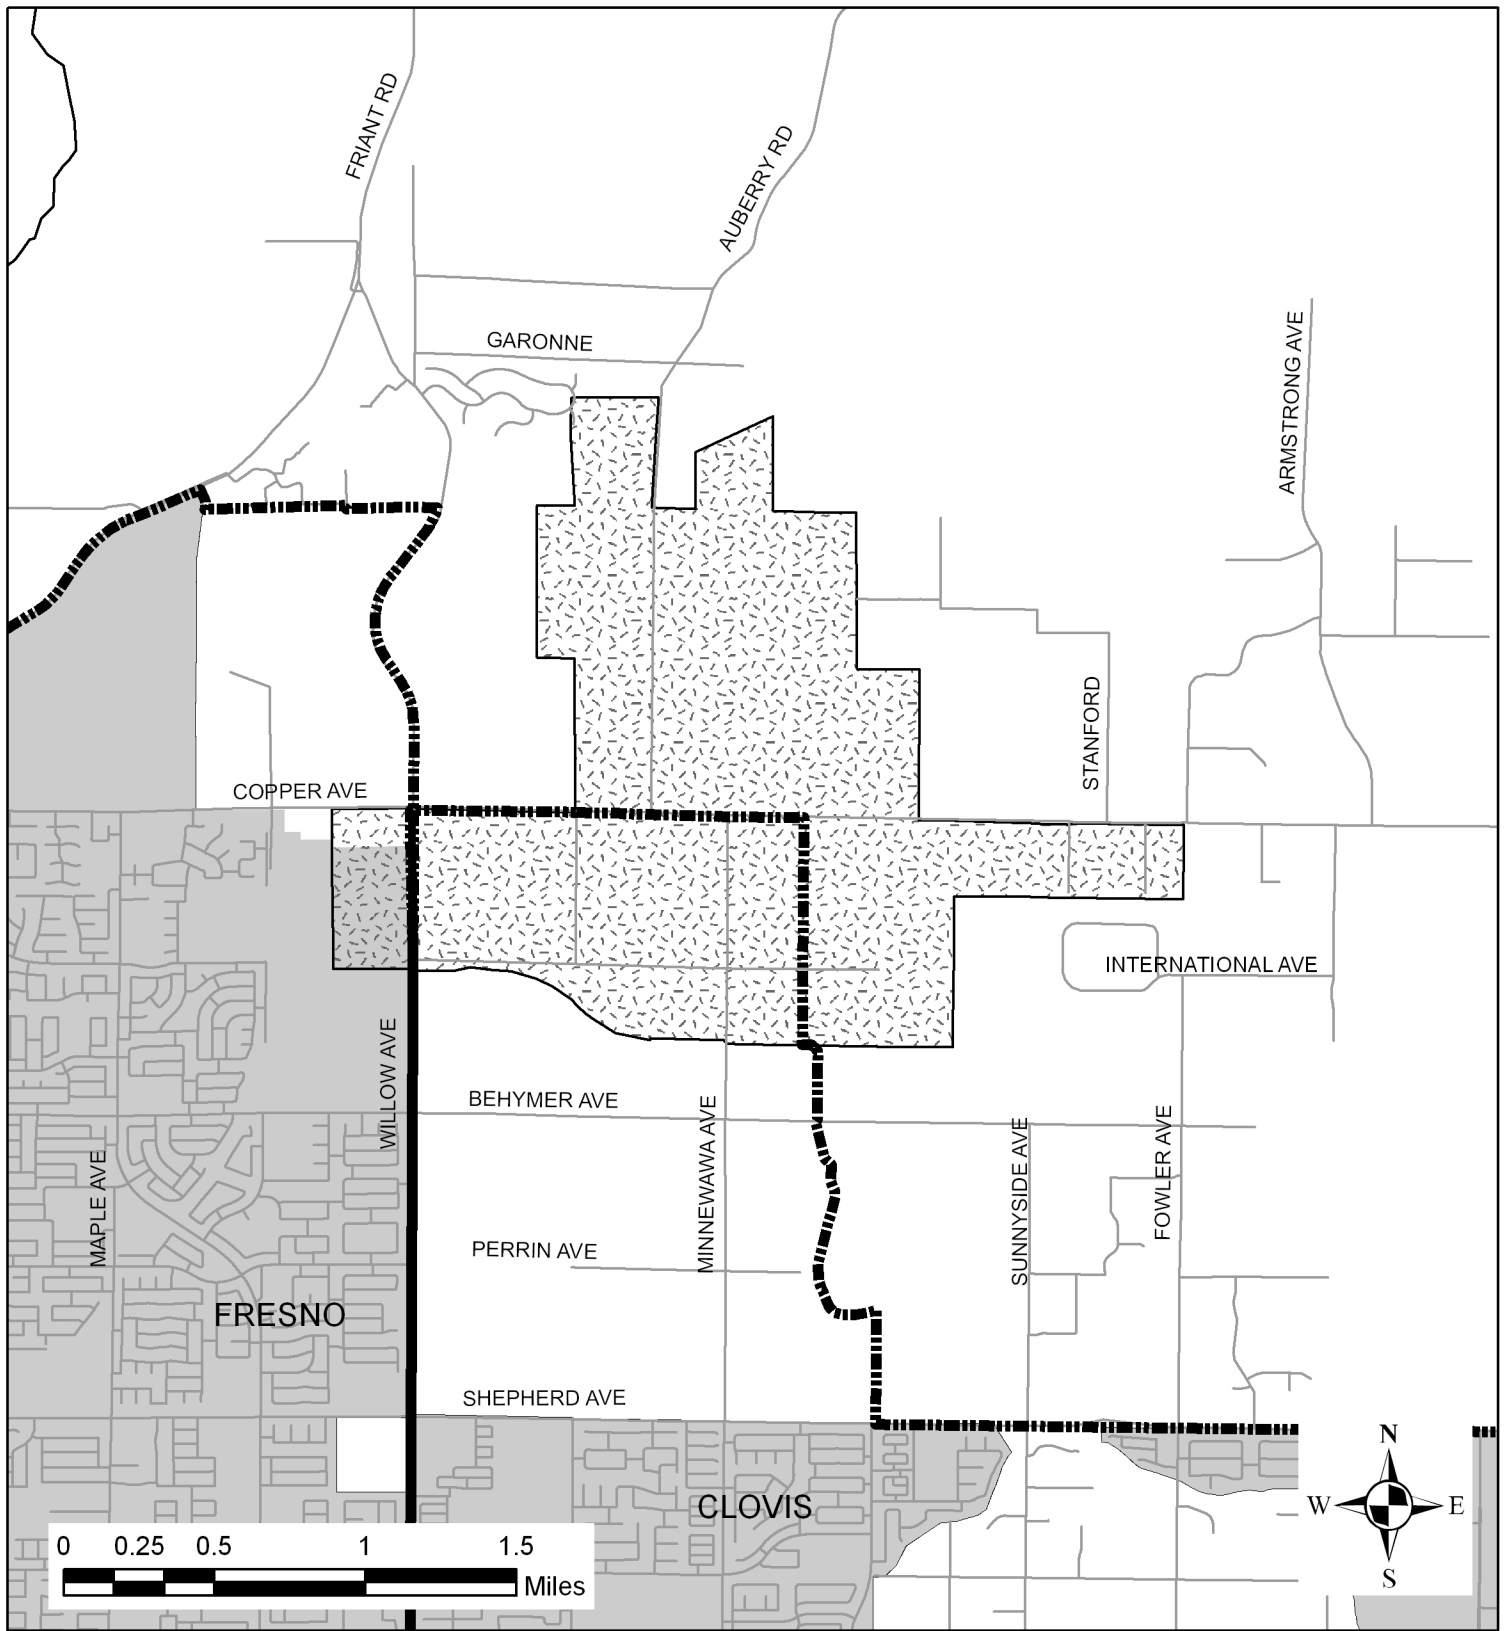 FRIANT RD
AUBERRY RD
GARONNE
ARMSTRONG AVE
STANFORD
COPPER AVE
INTERNATIONAL AVE
WILLOW AVE
BEHYMER AVE
MINNEWAWA AVE
SUNNYSIDE AVE
FOWLER AVE
MAPLE AVE
PERRIN AVE
FRESNO
SHEPHERD AVE
CLOVIS
N
W E
S
0 0.25 0.5 1 1.5
Miles